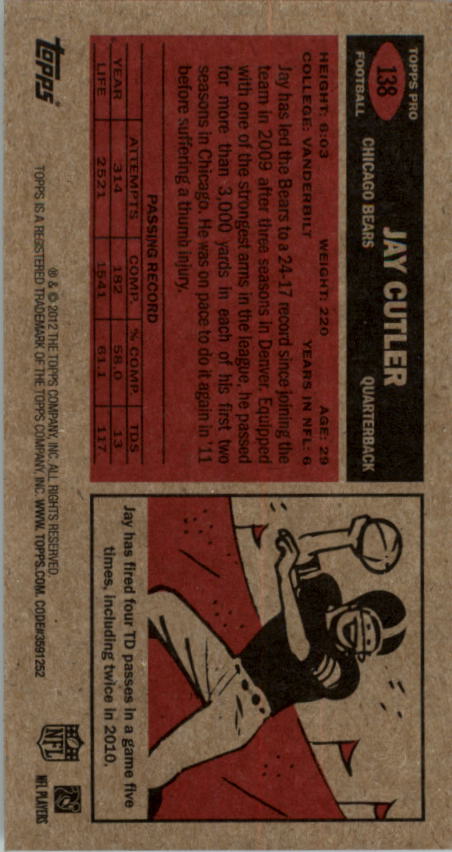 TOPPS PRO
138
FOOTBALL
JAY CUTLER
CHICAGO BEARS QUARTERBACK
HEIGHT: 6:03 WEIGHT: 220 AGE: 29
COLLEGE: VANDERBILT YEARS IN NFL: 6
Jay has led the Bears to a 24-17 record since joining the
team in 2009 after three seasons in Denver. Equipped
with one of the strongest arms in the league, he passed
for more than 3,000 yards in each of his first two
seasons in Chicago. He was on pace to do it again in '11
before suffering a thumb injury.
PASSING RECORD
ATTEMPTS COMP. % COMP. TDS
YEAR 314 182 58.0 13
LIFE 2521 1541 61.1 117
Jay has fired four TD passes in a game five
times, including twice in 2010.
topps
® & © 2012 THE TOPPS COMPANY, INC. ALL RIGHTS RESERVED.
TOPPS IS A REGISTERED TRADEMARK OF THE TOPPS COMPANY, INC. WWW.TOPPS.COM. CODE#3591252
NFL
NFL PLAYERS